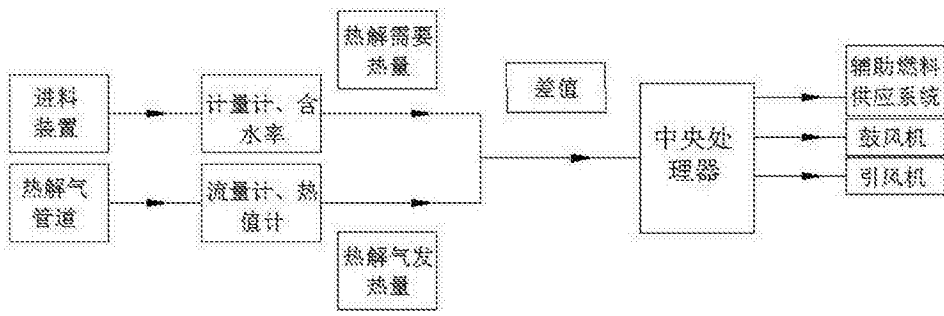 热解需要
热量
进料
装置
计量计、含
水率
差值
辅助燃料
供应系统
鼓风机
引风机
中央处
理器
热解气
管道
流量计、热
值计
热解气发
热量